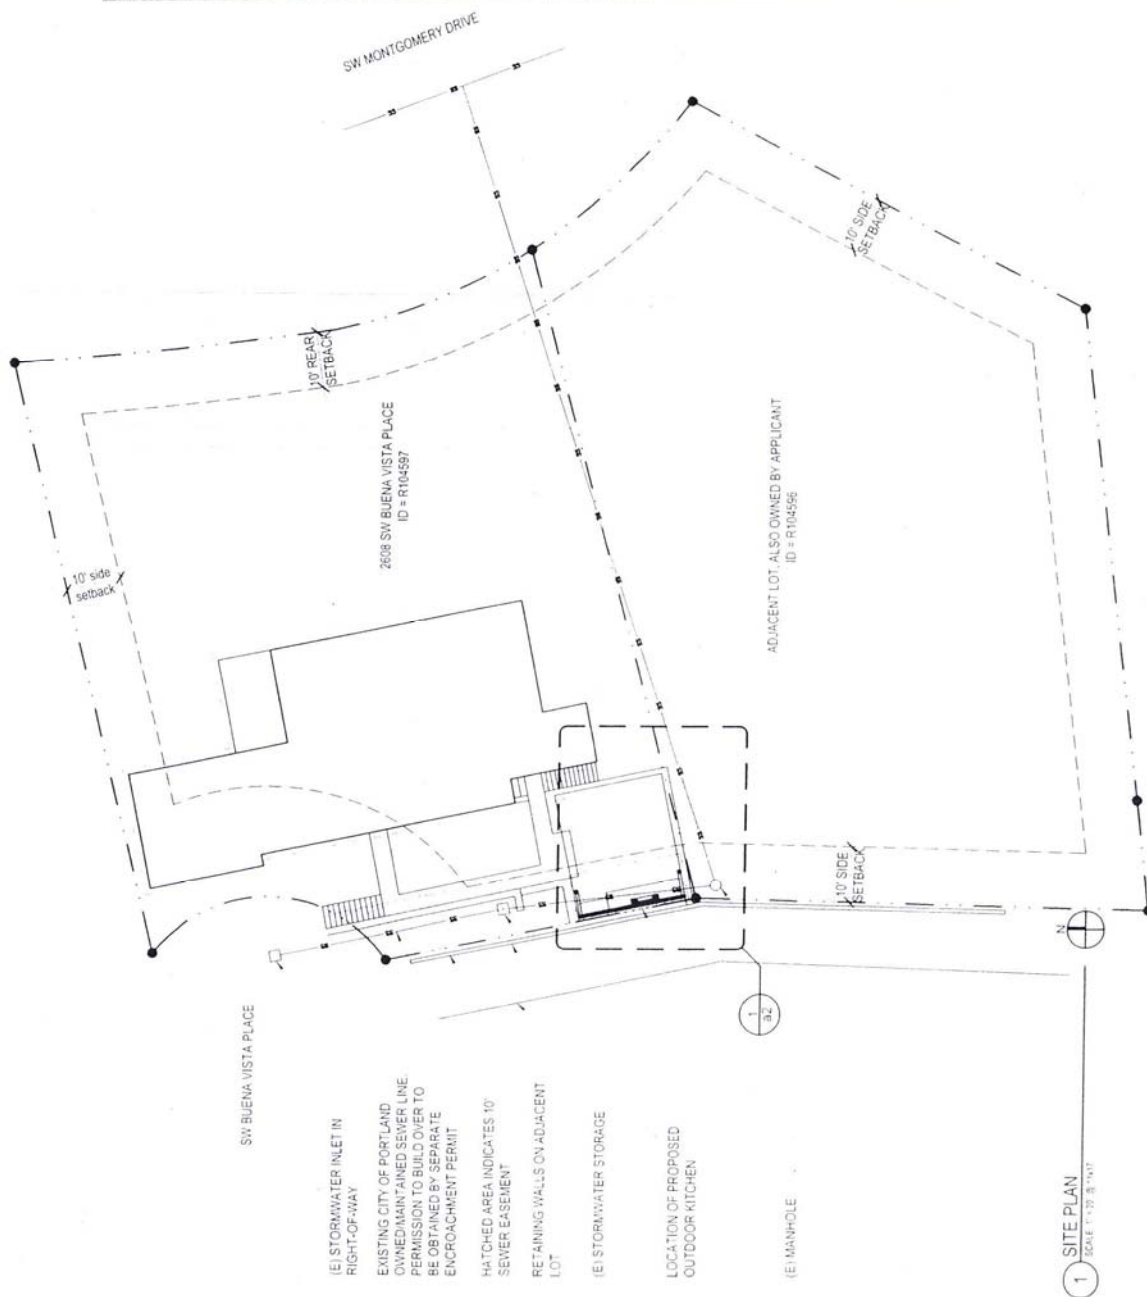 SW MONTGOMERY DRIVE
10' SIDE
SETBACK
10' REAR
SETBACK
2608 SW BUENA VISTA PLACE
ID = R104597
ADJACENT LOT, ALSO OWNED BY APPLICANT
ID = R104596
10' side
setback
10' SIDE
SETBACK
N
1
a2
SW BUENA VISTA PLACE
(E) STORMWATER INLET IN
RIGHT-OF-WAY
EXISTING CITY OF PORTLAND
OWNED/MAINTAINED SEWER LINE.
PERMISSION TO BUILD OVER TO
BE OBTAINED BY SEPARATE
ENCROACHMENT PERMIT
HATCHED AREA INDICATES 10'
SEWER EASEMENT
RETAINING WALLS ON ADJACENT
LOT
(E) STORMWATER STORAGE
LOCATION OF PROPOSED
OUTDOOR KITCHEN
(E) MANHOLE
1
SITE PLAN
SCALE: 1"=20' @ 11x17